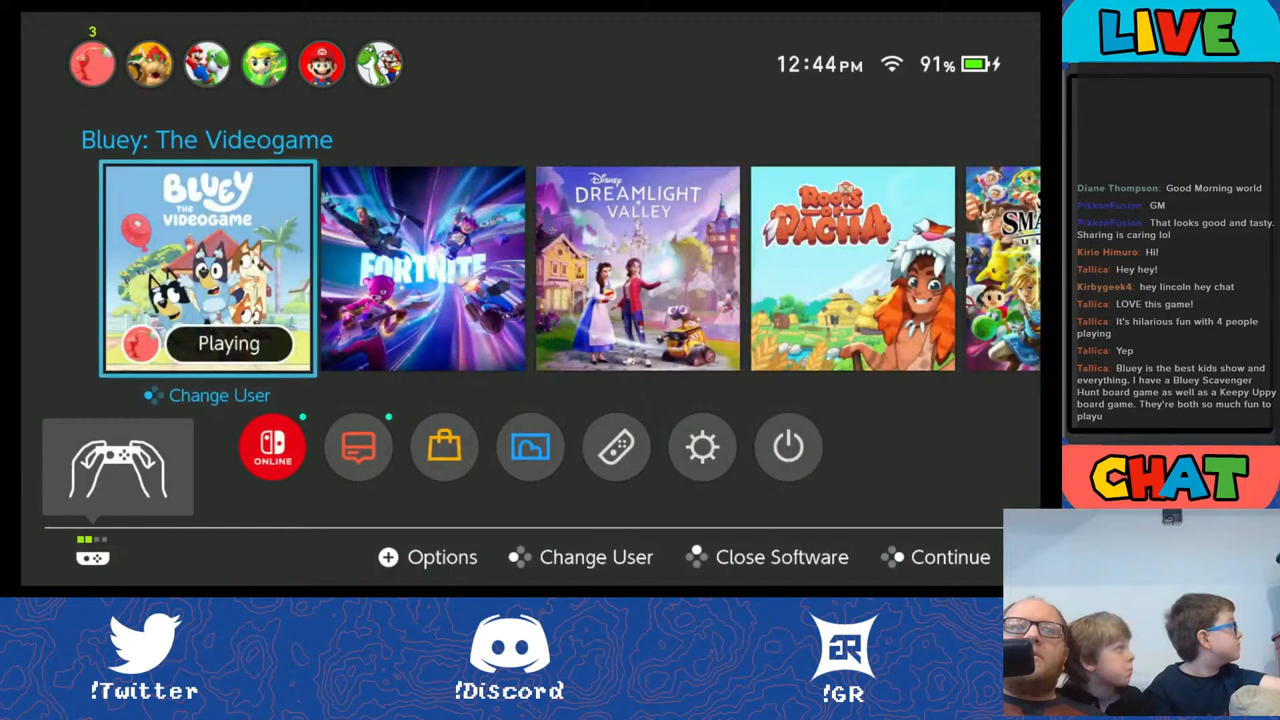 3
12:44 PM 91%
LIVE
Bluey: The Videogame
BLUEY
THE
VIDEOGAME
Playing
FORTNITE
Disney
DREAMLIGHT
VALLEY
ROOTS
OF
PACHA
SMA
UL
Change User
ONLINE
Options
Change User
Close Software
Continue
Diane Thompson: Good Morning world
PikkonFusion: GM
PikkonFusion: That looks good and tasty.
Sharing is caring lol
Kirie Himuro: Hi!
Tallica: Hey hey!
Kirbygeek4: hey lincoln hey chat
Tallica: LOVE this game!
Tallica: It's hilarious fun with 4 people
playing
Tallica: Yep
Tallica: Bluey is the best kids show and
everything. I have a Bluey Scavenger
Hunt board game as well as a Keepy Uppy
board game. They're both so much fun to
playu
CHAT
!Twitter
!Discord
GR
!GR